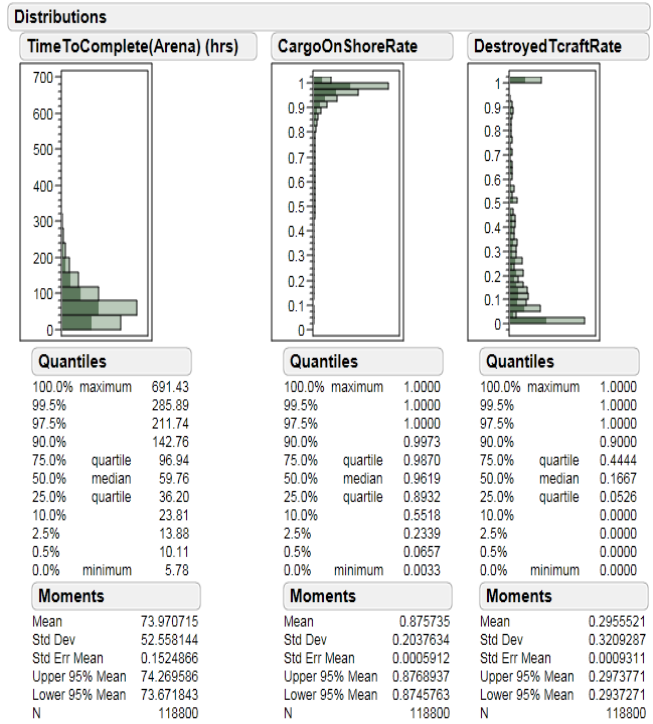 Distributions
TimeToComplete(Arena) (hrs) CargoOnShoreRate DestroyedTcraftRate
700 1 1
600 0.9 0.9
0.8 0.8
500 0.7 0.7
400 0.6 0.6
0.5 0.5
300 0.4 0.4
200 0.3 0.3
0.2 0.2
100 0.1 0.1
0 0 0
Quantiles Quantiles Quantiles
100.0% maximum 691.43 100.0% maximum 1.0000 100.0% maximum 1.0000
99.5% 285.89 99.5% 1.0000 99.5% 1.0000
97.5% 211.74 97.5% 1.0000 97.5% 1.0000
90.0% 142.76 90.0% 0.9973 90.0% 0.9000
75.0% quartile 96.94 75.0% quartile 0.9870 75.0% quartile 0.4444
50.0% median 59.76 50.0% median 0.9619 50.0% median 0.1667
25.0% quartile 36.20 25.0% quartile 0.8932 25.0% quartile 0.0526
10.0% 23.81 10.0% 0.5518 10.0% 0.0000
2.5% 13.88 2.5% 0.2339 2.5% 0.0000
0.5% 10.11 0.5% 0.0657 0.5% 0.0000
0.0% minimum 5.78 0.0% minimum 0.0033 0.0% minimum 0.0000
Moments Moments Moments
Mean 73.970715 Mean 0.875735 Mean 0.2955521
Std Dev 52.558144 Std Dev 0.2037634 Std Dev 0.3209287
Std Err Mean 0.1524866 Std Err Mean 0.0005912 Std Err Mean 0.0009311
Upper 95% Mean 74.269586 Upper 95% Mean 0.8768937 Upper 95% Mean 0.2973771
Lower 95% Mean 73.671843 Lower 95% Mean 0.8745763 Lower 95% Mean 0.2937271
N 118800 N 118800 N 118800